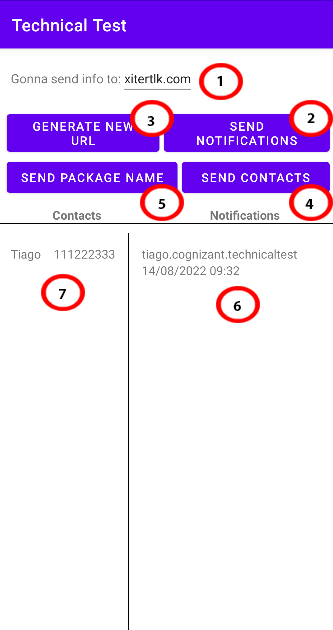 Technical Test
Gonna send info to: xitertlk.com
1
GENERATE NEW
URL
3
SEND
NOTIFICATIONS
2
SEND PACKAGE NAME
5
SEND CONTACTS
4
Contacts
Notifications
Tiago 111222333
7
tiago.cognizant.technicaltest
14/08/2022 09:32
6